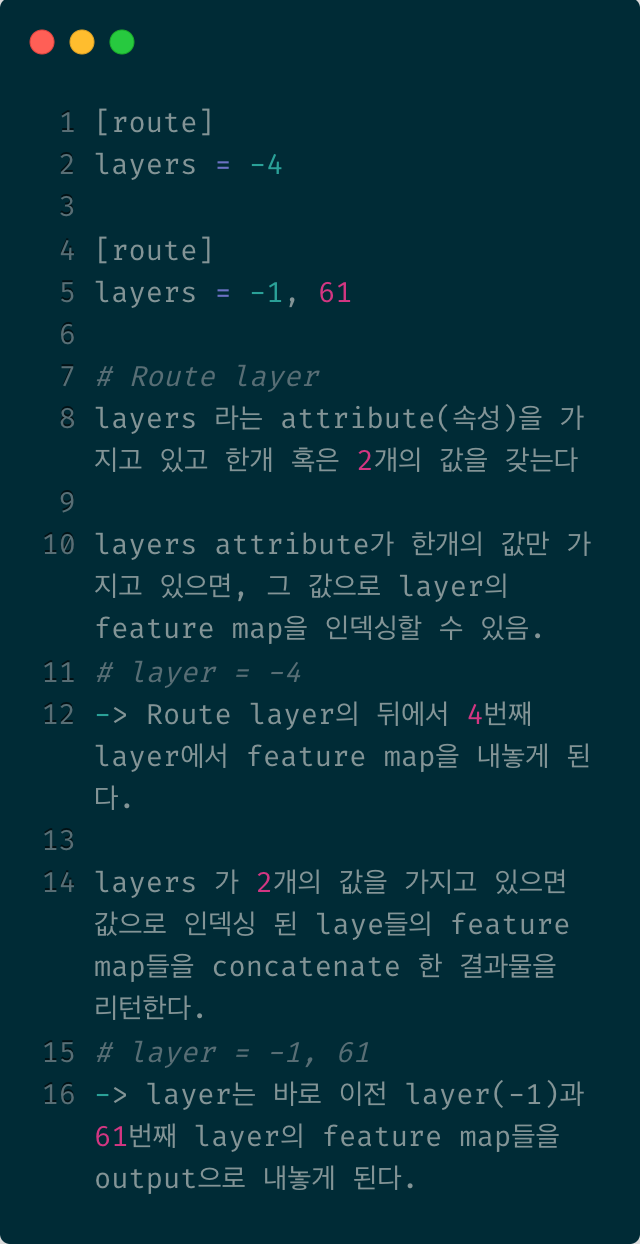 1 [route]
2 layers = -4
3
4 [route]
5 layers = -1, 61
6
7 # Route layer
8 layers 라는 attribute(속성)을 가
지고 있고 한개 혹은 2개의 값을 갖는다
9
10 layers attribute가 한개의 값만 가
지고 있으면, 그 값으로 layer의
feature map을 인덱싱할 수 있음.
11 # layer = -4
12 -> Route layer의 뒤에서 4번째
layer에서 feature map을 내놓게 된
다.
13
14 layers 가 2개의 값을 가지고 있으면
값으로 인덱싱 된 laye들의 feature
map들을 concatenate 한 결과물을
리턴한다.
15 # layer = -1, 61
16 -> layer는 바로 이전 layer(-1)과
61번째 layer의 feature map들을
output으로 내놓게 된다.